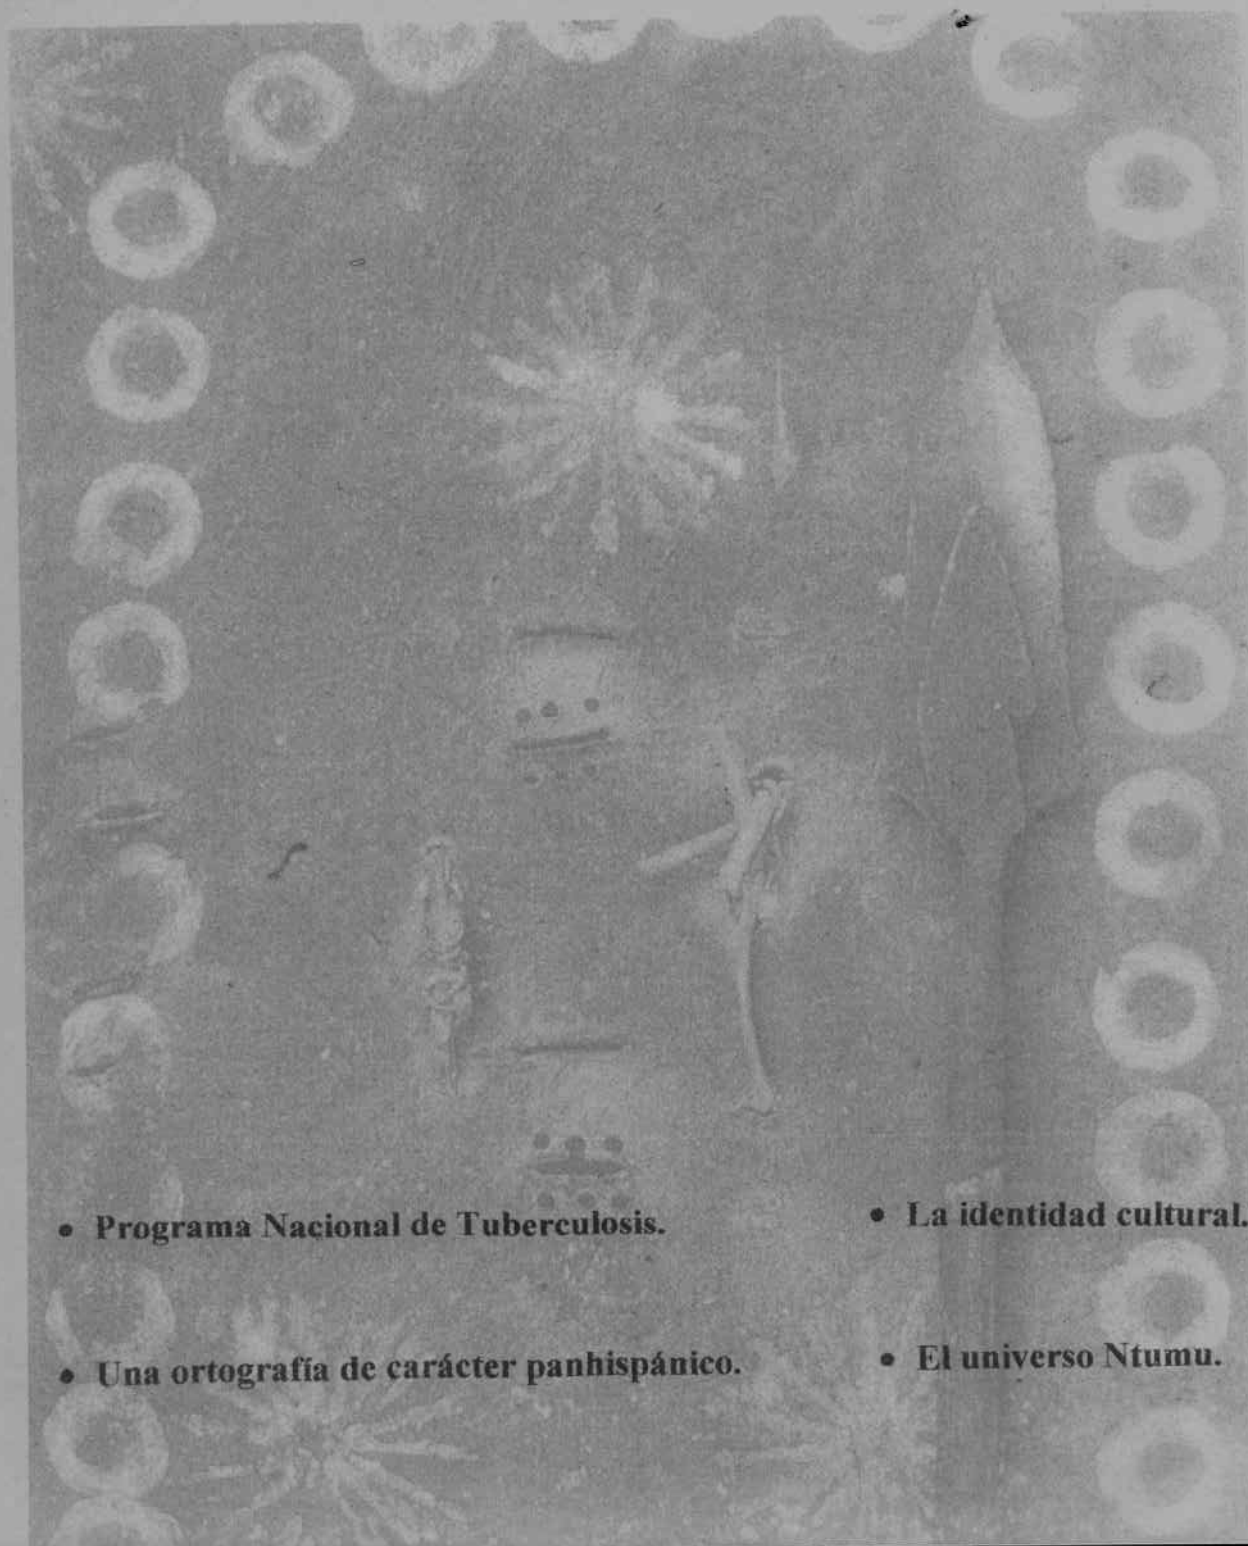 • Programa Nacional de Tuberculosis.
• La identidad cultural.
• Una ortografía de carácter panhispánico.
• El universo Ntumu.